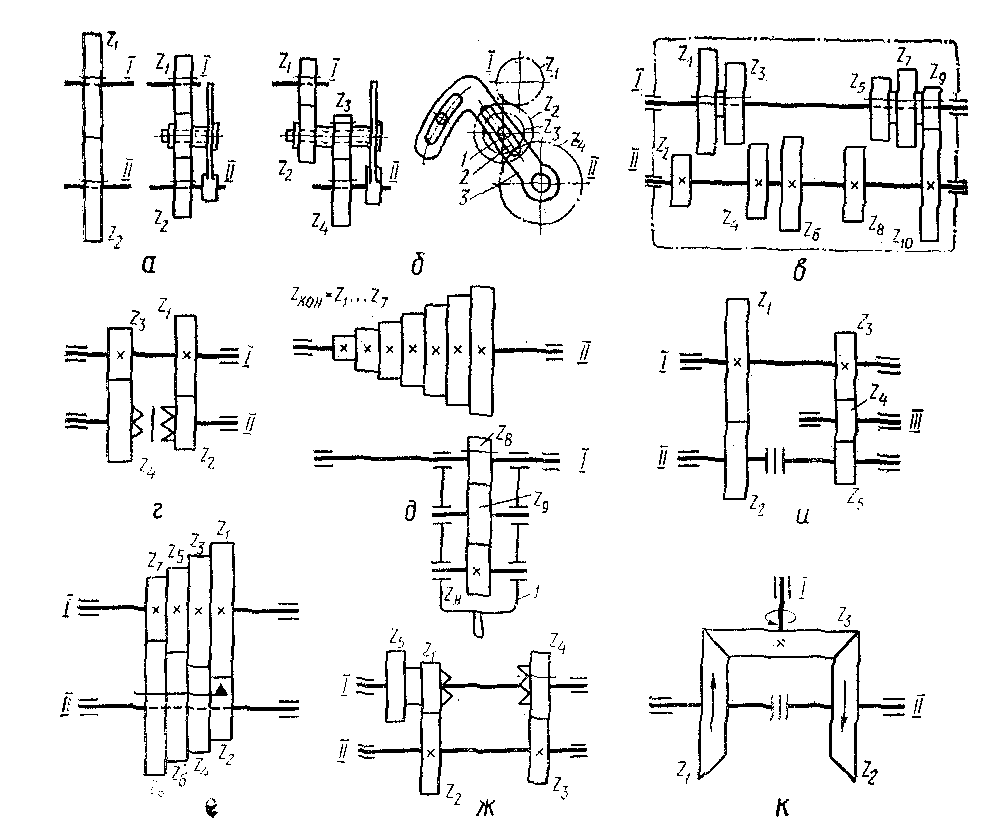 Z₁ I
II
Z₂
а
Z₁ I
II
Z₂
Z₁ I
Z₃
Z₂ II
Z₄
б
I Z₁
Z₂
Z₃
Z₄
1
2 II
3
Z₁ Z₃ Z₅ Z₇ Z₉
I
II Z₂
Z₄ Z₆ Z₈ Z₁₀
в
Z₃ Z₁
I
II
Z₄ Z₂
г
Zкон=Z₁...Z₇
II
Z₈
I
Z₉
Zн 1
д
Z₁
I Z₃
Z₄
III
II
Z₂ Z₅
и
Z₇ Z₅ Z₃ Z₁
I
II
Z₆ Z₄ Z₂
е
Z₅ Z₁ Z₄
I
II
Z₂ Z₃
ж
I
Z₃
II
Z₁ Z₂
к